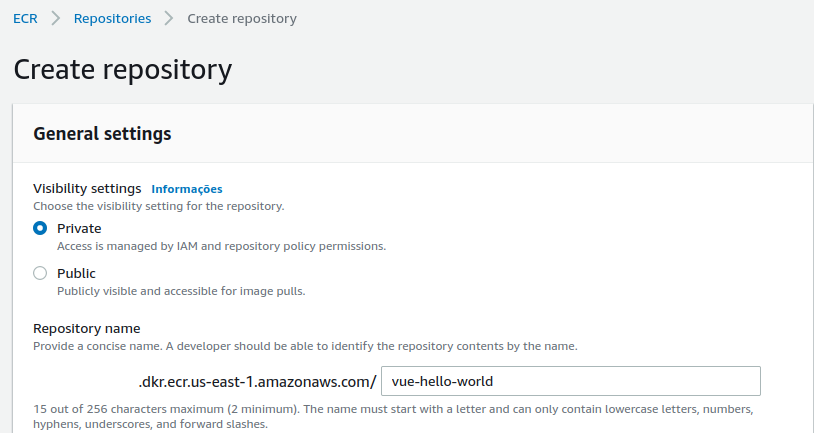 ECR > Repositories > Create repository
Create repository
General settings
Visibility settings Informações
Choose the visibility setting for the repository.
Private
Access is managed by IAM and repository policy permissions.
Public
Publicly visible and accessible for image pulls.
Repository name
Provide a concise name. A developer should be able to identify the repository contents by the name.
.dkr.ecr.us-east-1.amazonaws.com/ vue-hello-world
15 out of 256 characters maximum (2 minimum). The name must start with a letter and can only contain lowercase letters, numbers,
hyphens, underscores, and forward slashes.